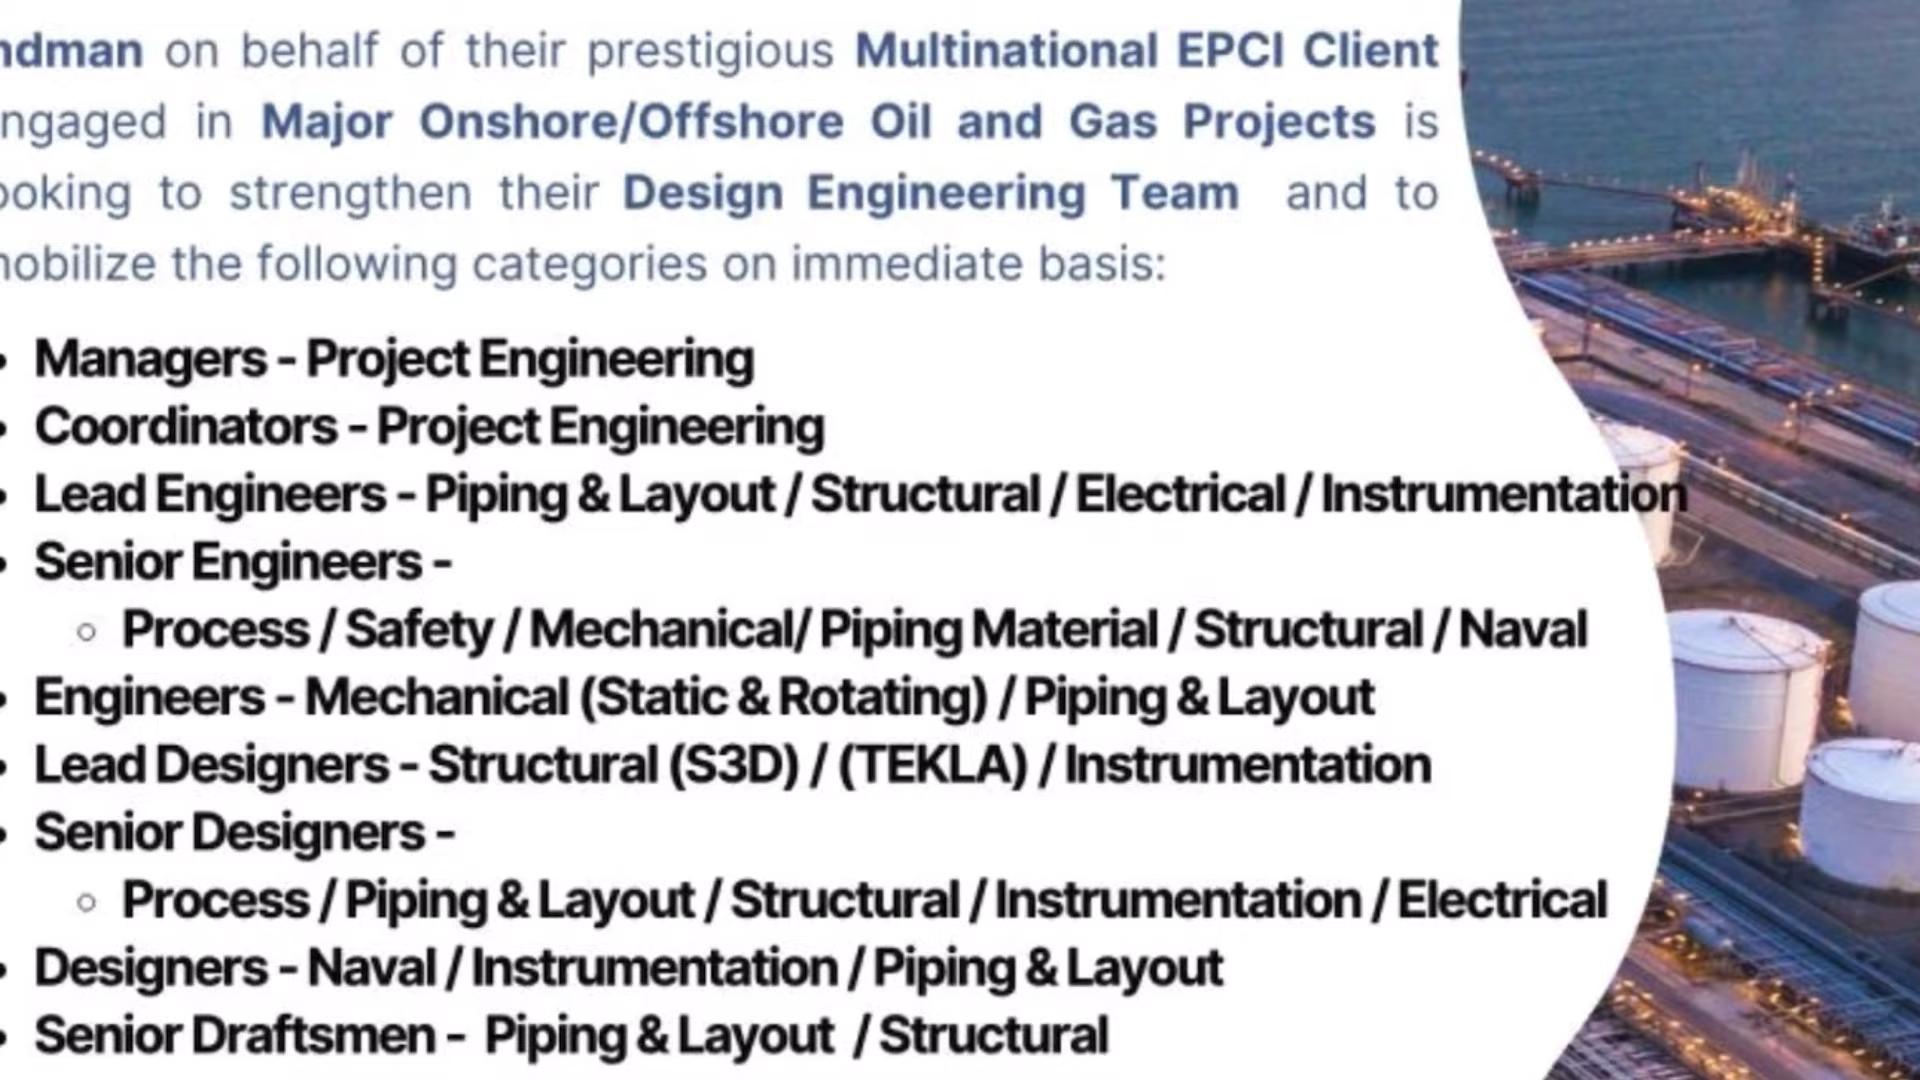 ndman on behalf of their prestigious Multinational EPCI Client
ngaged in Major Onshore/Offshore Oil and Gas Projects is
ooking to strengthen their Design Engineering Team and to
nobilize the following categories on immediate basis:
• Managers - Project Engineering
• Coordinators - Project Engineering
• Lead Engineers - Piping & Layout / Structural / Electrical / Instrumentation
• Senior Engineers -
○ Process / Safety / Mechanical/ Piping Material / Structural / Naval
• Engineers - Mechanical (Static & Rotating) / Piping & Layout
• Lead Designers - Structural (S3D) / (TEKLA) / Instrumentation
• Senior Designers -
○ Process / Piping & Layout / Structural / Instrumentation / Electrical
• Designers - Naval / Instrumentation / Piping & Layout
• Senior Draftsmen - Piping & Layout / Structural